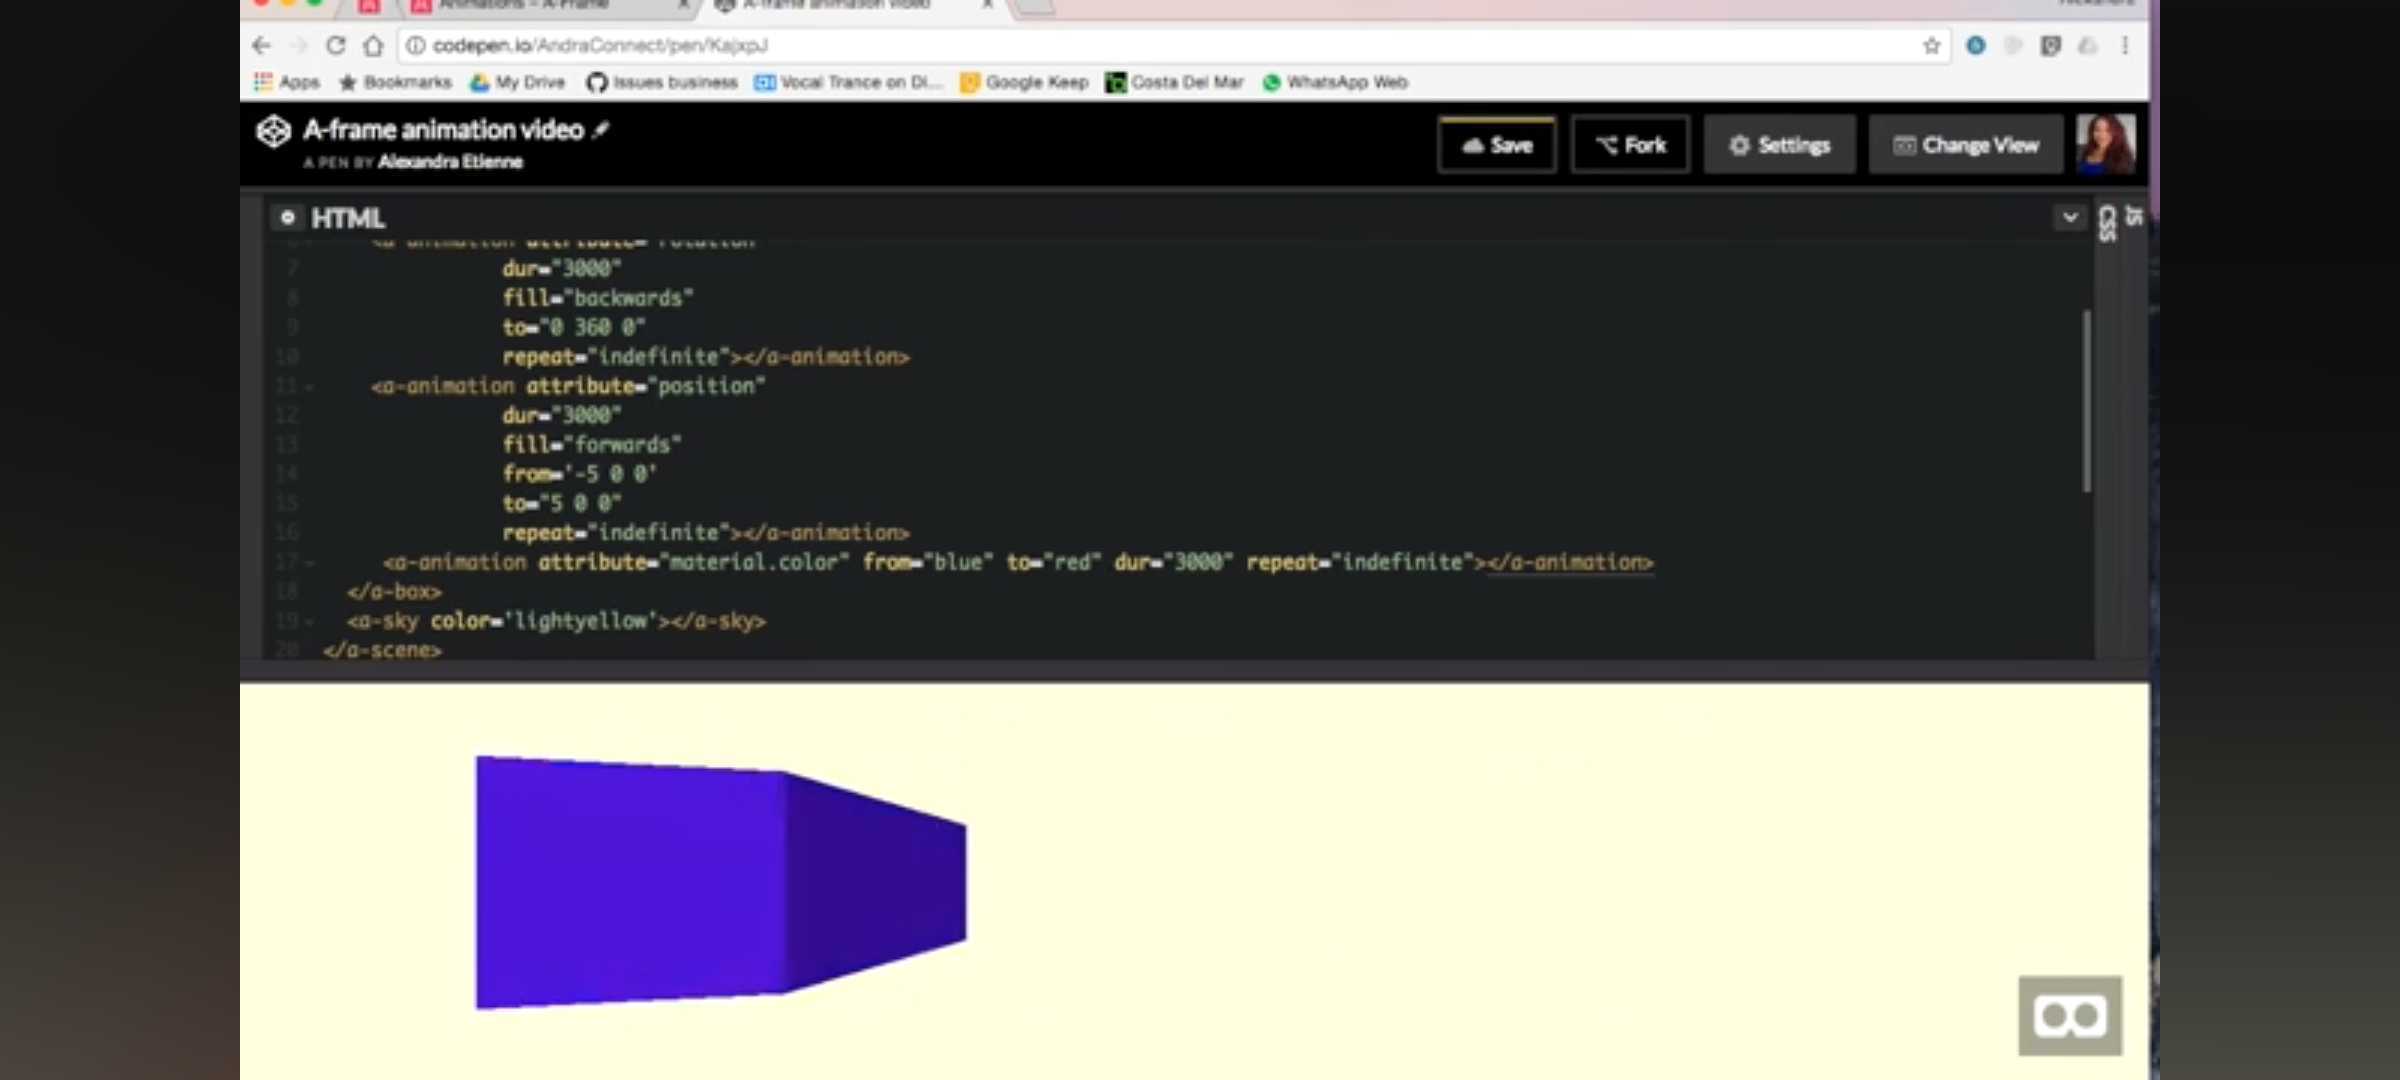 Animations – A-Frame
A-frame animation video
codepen.io/AndraConnect/pen/KajxpJ
Apps Bookmarks My Drive Issues business Vocal Trance on Di... Google Keep Costa Del Mar WhatsApp Web
A-frame animation video
A PEN BY Alexandra Etienne
Save Fork Settings Change View
HTML
CSS
JS
<a-animation attribute="rotation"
7 dur="3000"
8 fill="backwards"
9 to="0 360 0"
10 repeat="indefinite"></a-animation>
11 <a-animation attribute="position"
12 dur="3000"
13 fill="forwards"
14 from='-5 0 0'
15 to="5 0 0"
16 repeat="indefinite"></a-animation>
17 <a-animation attribute="material.color" from="blue" to="red" dur="3000" repeat="indefinite"></a-animation>
18 </a-box>
19 <a-sky color='lightyellow'></a-sky>
20 </a-scene>